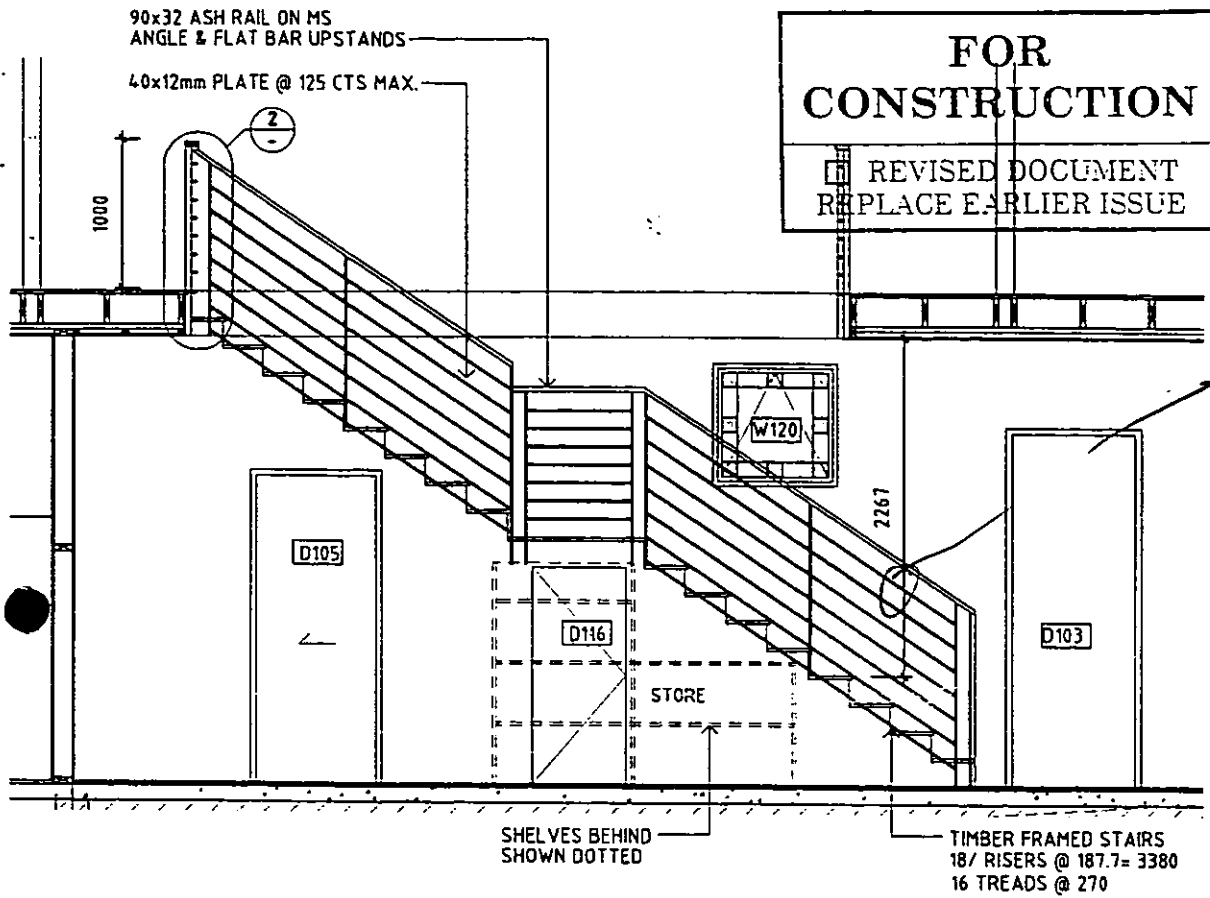 90x32 ASH RAIL ON MS
ANGLE & FLAT BAR UPSTANDS
40x12mm PLATE @ 125 CTS MAX.
FOR
CONSTRUCTION
REVISED DOCUMENT
REPLACE EARLIER ISSUE
2
-
1000
W120
2267
D105
D116
D103
STORE
SHELVES BEHIND
SHOWN DOTTED
TIMBER FRAMED STAIRS
18/ RISERS @ 187.7= 3380
16 TREADS @ 270